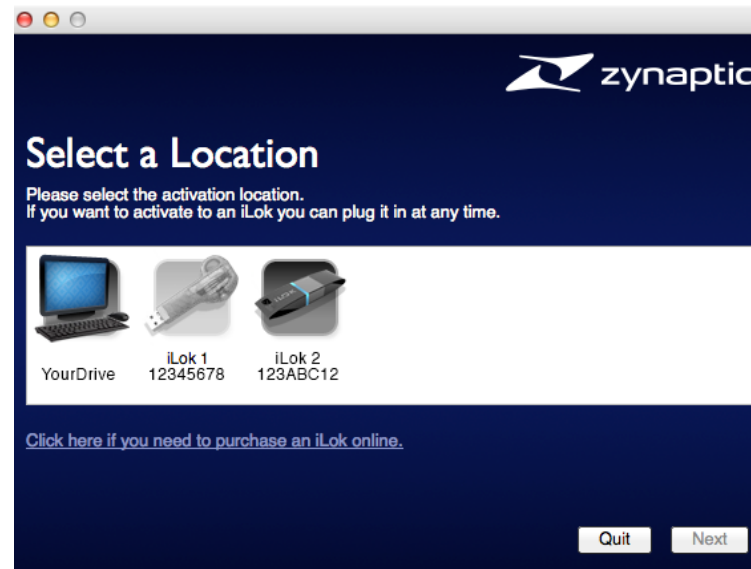 zynaptic
Select a Location
Please select the activation location.
If you want to activate to an iLok you can plug it in at any time.
YourDrive
iLok 1
12345678
iLok 2
123ABC12
Click here if you need to purchase an iLok online.
Quit
Next